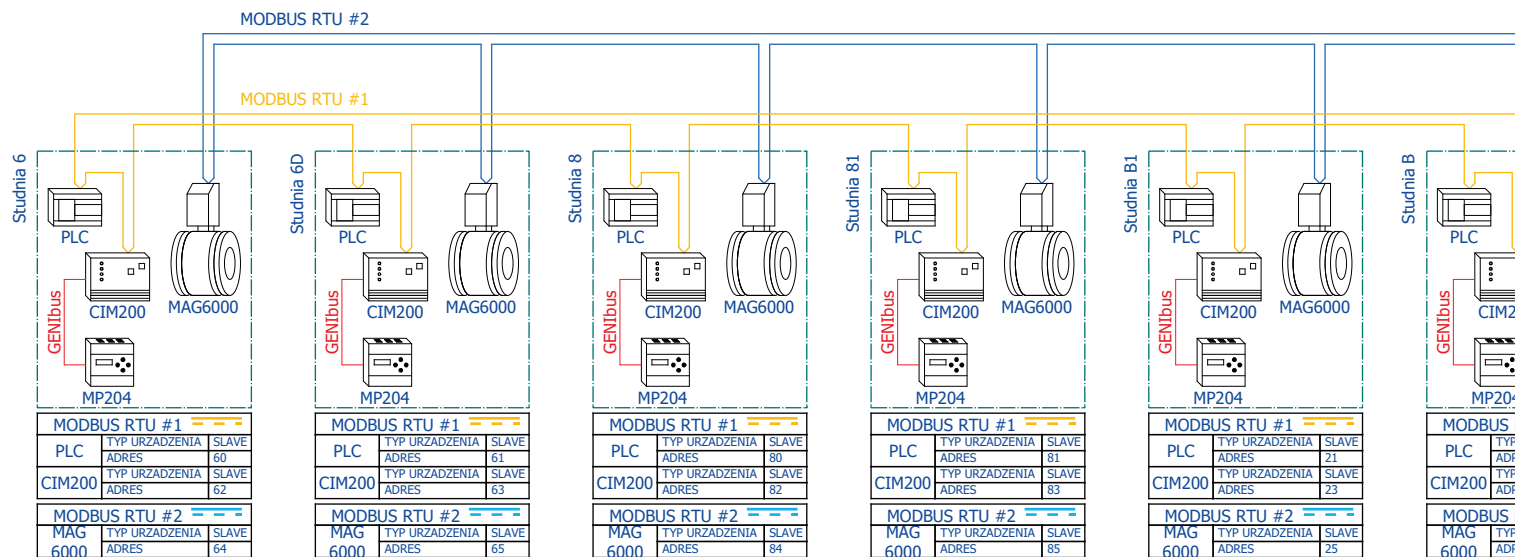 MODBUS RTU #2
MODBUS RTU #1
Studnia 6
PLC
CIM200
MAG6000
GENIbus
MP204
Studnia 6D
PLC
CIM200
MAG6000
GENIbus
MP204
Studnia 8
PLC
CIM200
MAG6000
GENIbus
MP204
Studnia 81
PLC
CIM200
MAG6000
GENIbus
MP204
Studnia B1
PLC
CIM200
MAG6000
GENIbus
MP204
Studnia B
PLC
CIM2
GENIbus
MP204
MODBUS RTU #1
PLC TYP URZADZENIA SLAVE
ADRES 60
CIM200 TYP URZADZENIA SLAVE
ADRES 62
MODBUS RTU #2
MAG 6000 TYP URZADZENIA SLAVE
ADRES 64
MODBUS RTU #1
PLC TYP URZADZENIA SLAVE
ADRES 61
CIM200 TYP URZADZENIA SLAVE
ADRES 63
MODBUS RTU #2
MAG 6000 TYP URZADZENIA SLAVE
ADRES 65
MODBUS RTU #1
PLC TYP URZADZENIA SLAVE
ADRES 80
CIM200 TYP URZADZENIA SLAVE
ADRES 82
MODBUS RTU #2
MAG 6000 TYP URZADZENIA SLAVE
ADRES 84
MODBUS RTU #1
PLC TYP URZADZENIA SLAVE
ADRES 81
CIM200 TYP URZADZENIA SLAVE
ADRES 83
MODBUS RTU #2
MAG 6000 TYP URZADZENIA SLAVE
ADRES 85
MODBUS RTU #1
PLC TYP URZADZENIA SLAVE
ADRES 21
CIM200 TYP URZADZENIA SLAVE
ADRES 23
MODBUS RTU #2
MAG 6000 TYP URZADZENIA SLAVE
ADRES 25
MODBUS
PLC TYP
ADR
CIM200 TYP
ADR
MODBUS
MAG 6000 TYP
ADR